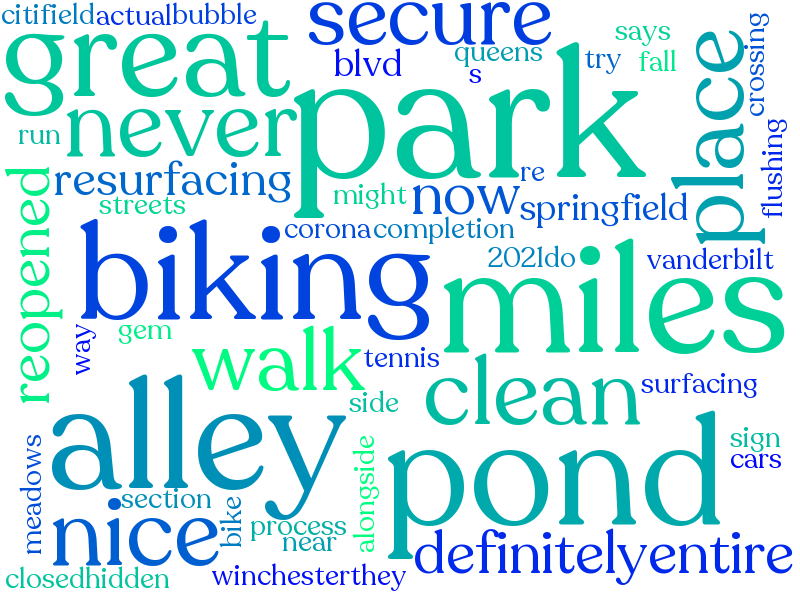 citifield actual bubble
secure
great
blvd
queens
s
try
says
fall
place
crossing
never
park
run
resurfacing
streets
might
now
re
springfield
flushing
reopened
biking
corona completion
2021 do
vanderbilt
miles
way
gem
walk
tennis
side
clean
surfacing
alley
pond
sign
cars
meadows
nice
section
bike
process
near
alongside
definitely entire
closed hidden
winchester they